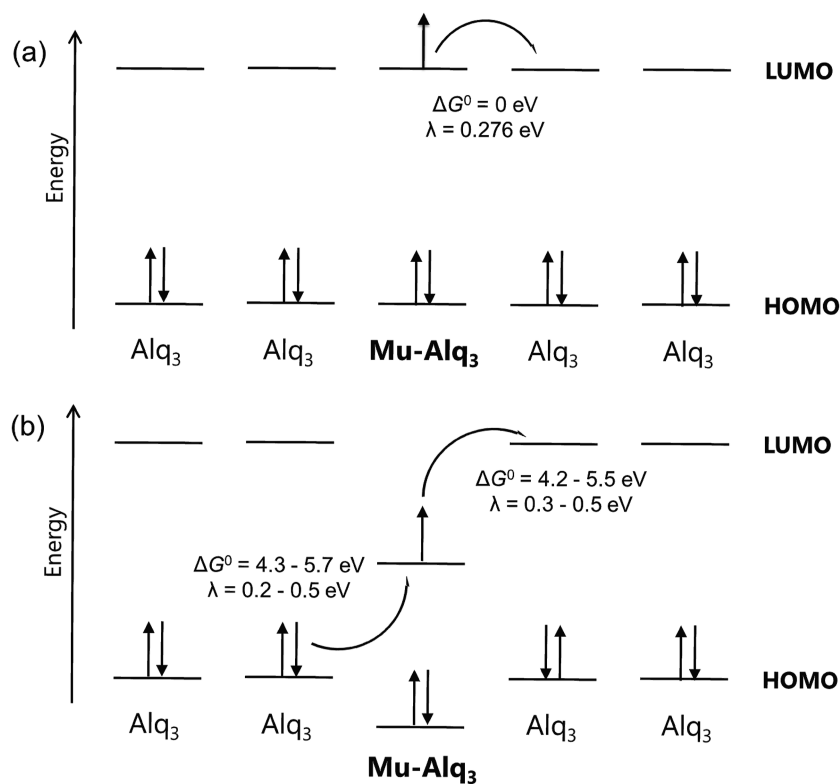 (a)
Energy
LUMO
ΔG⁰ = 0 eV
λ = 0.276 eV
HOMO
Alq₃ Alq₃ Mu-Alq₃ Alq₃ Alq₃
(b)
Energy
LUMO
ΔG⁰ = 4.2 - 5.5 eV
λ = 0.3 - 0.5 eV
ΔG⁰ = 4.3 - 5.7 eV
λ = 0.2 - 0.5 eV
HOMO
Alq₃ Alq₃ Alq₃ Alq₃
Mu-Alq₃